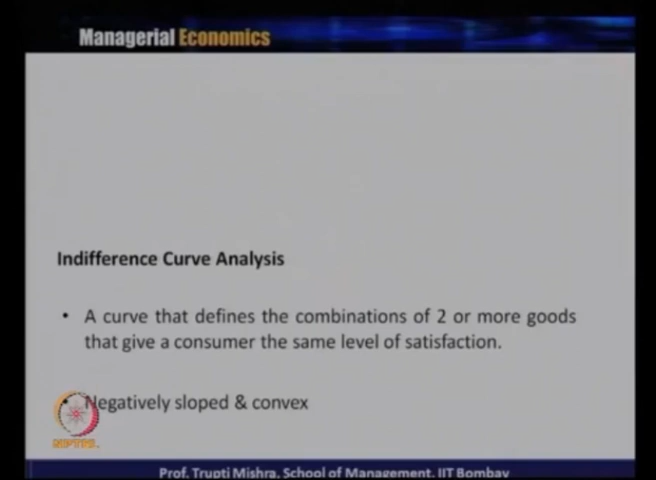 Managerial Economics
Indifference Curve Analysis
• A curve that defines the combinations of 2 or more goods
that give a consumer the same level of satisfaction.
• Negatively sloped & convex
NPTEL
Prof. Trupti Mishra, School of Management, IIT Bombay